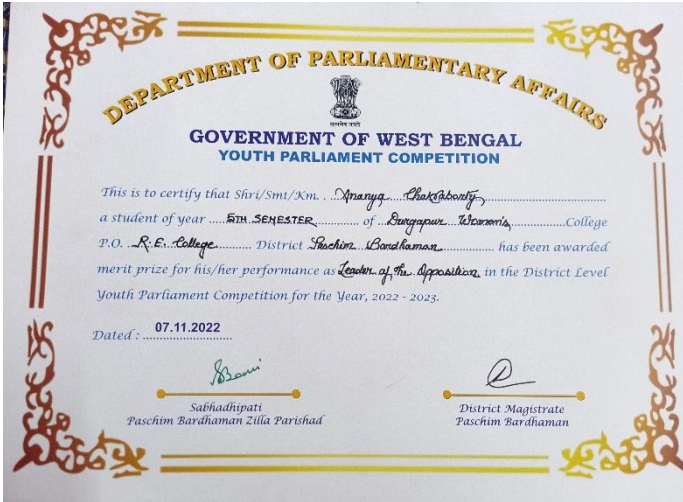 DEPARTMENT OF PARLIAMENTARY AFFAIRS
सत्यमेव जयते
GOVERNMENT OF WEST BENGAL
YOUTH PARLIAMENT COMPETITION
This is to certify that Shri/Smt/Km. . Ananya Chakraborty
a student of year .... 5TH SEMESTER ...... of .. Durgapur Women's ........ College
P.O. .. R.E. College ...... District Paschim Bardhaman ......... has been awarded
merit prize for his/her performance as Leader of the Opposition in the District Level
Youth Parliament Competition for the Year, 2022 - 2023.
Dated : 07.11.2022
Sabhadhipati
Paschim Bardhaman Zilla Parishad
District Magistrate
Paschim Bardhaman